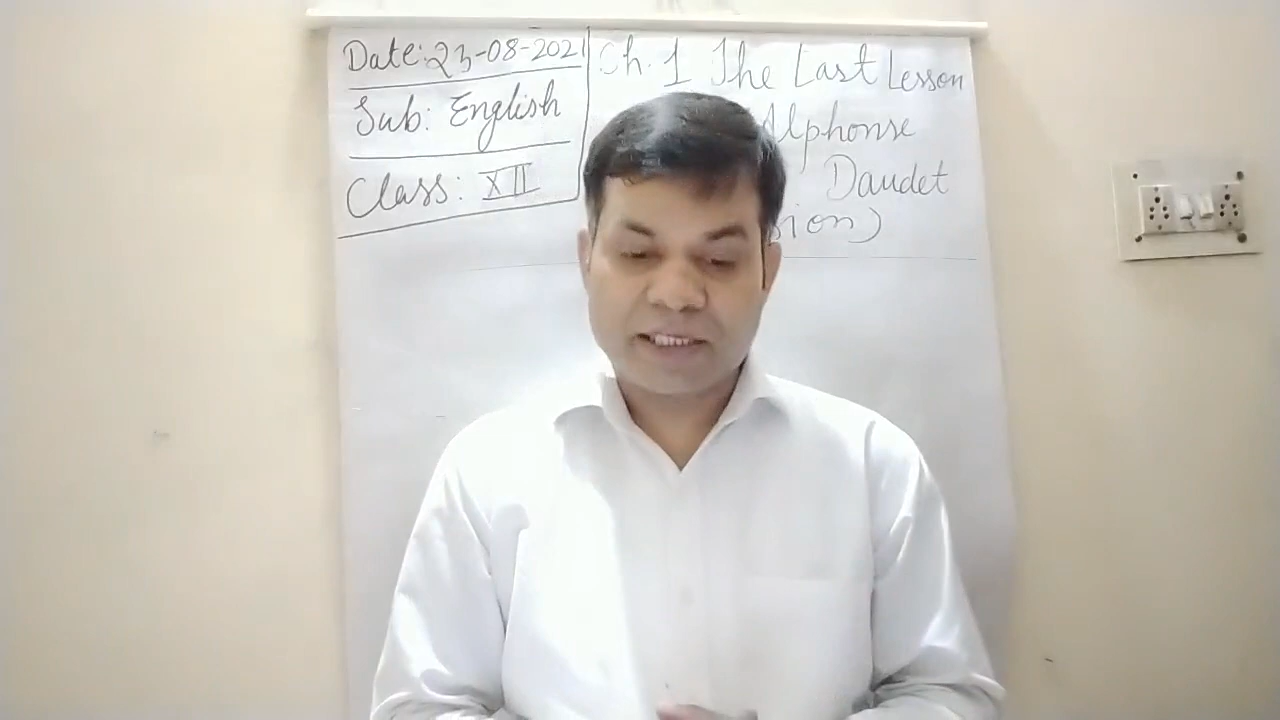 Date: 23-08-2021
Sub: English
Class: XII
Ch. 1 The Last Lesson
Alphonse
Daudet